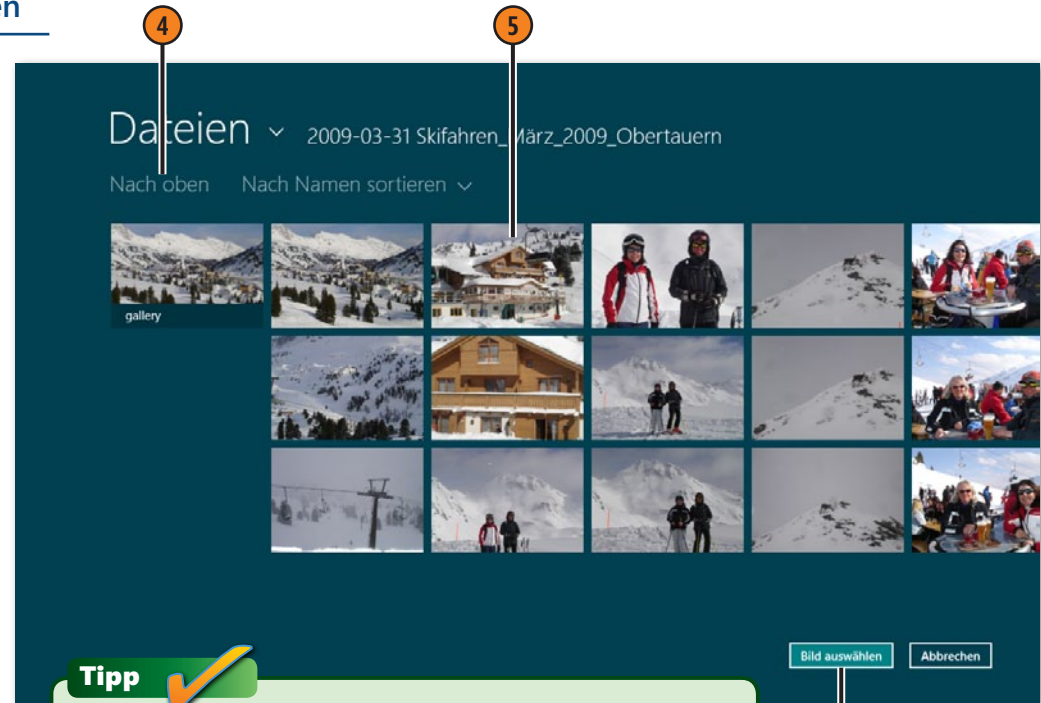 en
4 5
Dateien 2009-03-31 Skifahren_März_2009_Obertauern
Nach oben Nach Namen sortieren
gallery
Bild auswählen Abbrechen
Tipp